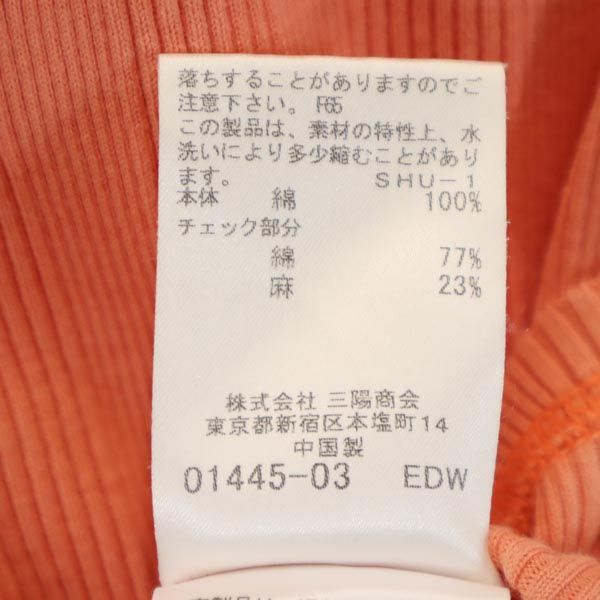 落ちすることがありますのでご
注意下さい。 F65
この製品は、素材の特性上、水
洗いにより多少縮むことがあり
ます。 SHU-1
本体 綿 100%
チェック部分
綿 77%
麻 23%
株式会社 三陽商会
東京都新宿区本塩町14
中国製
01445-03 EDW